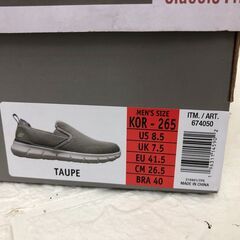 Classic Fi
MEN'S SIZE
KOR - 265
US 8.5
UK 7.5
EU 41.5
CM 26.5
BRA 40
ITM. / ART.
674050
TAUPE
MADE IN CHINA